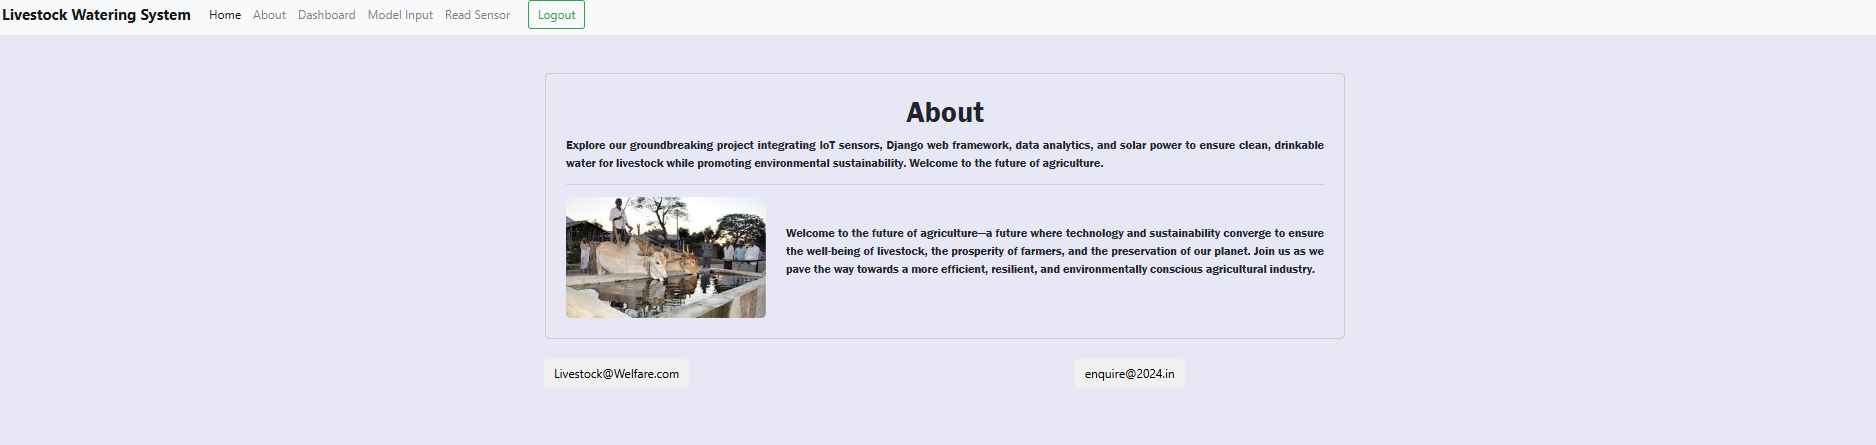 Livestock Watering System Home About Dashboard Model Input Read Sensor Logout
About
Explore our groundbreaking project integrating IoT sensors, Django web framework, data analytics, and solar power to ensure clean, drinkable
water for livestock while promoting environmental sustainability. Welcome to the future of agriculture.
Welcome to the future of agriculture—a future where technology and sustainability converge to ensure
the well-being of livestock, the prosperity of farmers, and the preservation of our planet. Join us as we
pave the way towards a more efficient, resilient, and environmentally conscious agricultural industry.
Livestock@Welfare.com enquire@2024.in